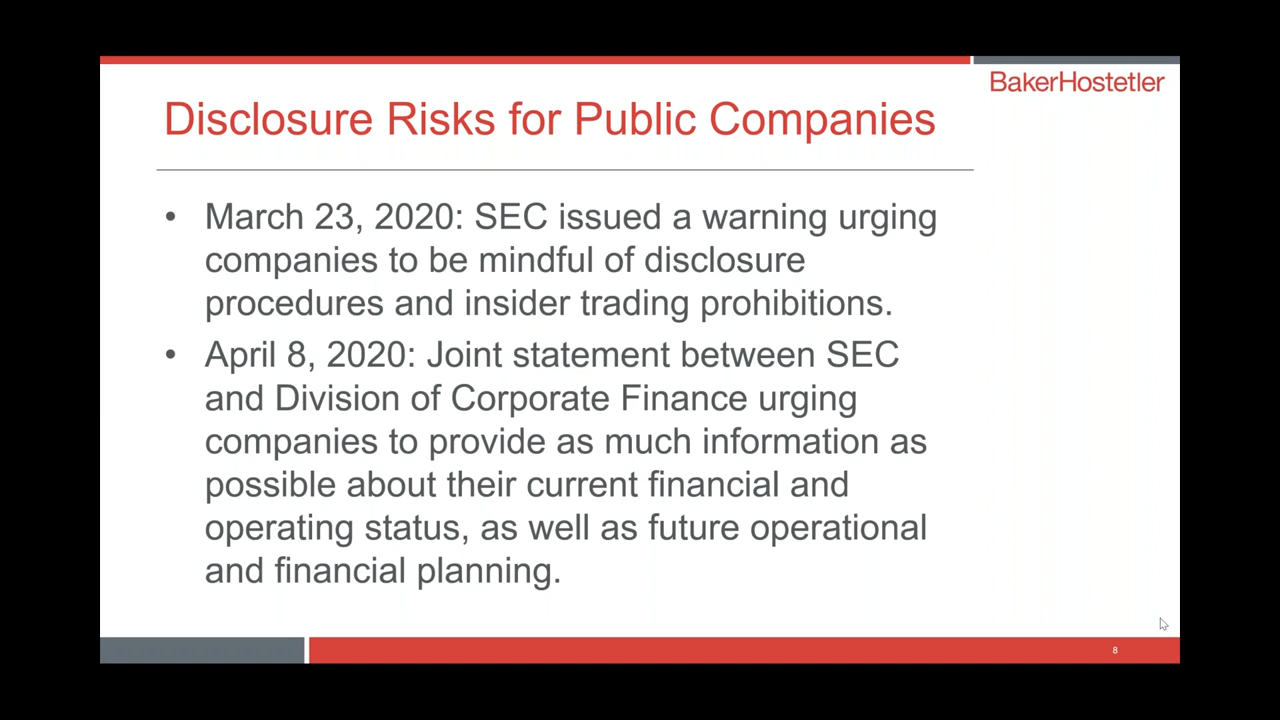 BakerHostetler
Disclosure Risks for Public Companies
• March 23, 2020: SEC issued a warning urging
companies to be mindful of disclosure
procedures and insider trading prohibitions.
• April 8, 2020: Joint statement between SEC
and Division of Corporate Finance urging
companies to provide as much information as
possible about their current financial and
operating status, as well as future operational
and financial planning.
8